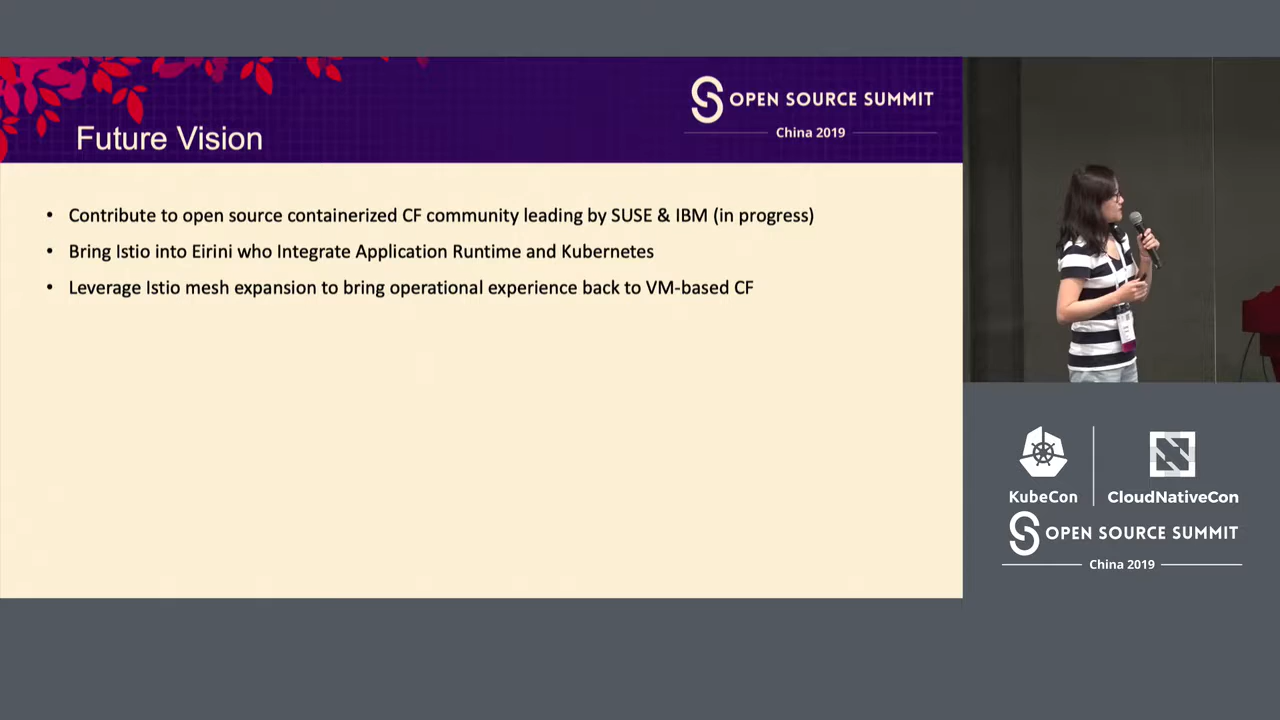 Future Vision
OPEN SOURCE SUMMIT
China 2019
• Contribute to open source containerized CF community leading by SUSE & IBM (in progress)
• Bring Istio into Eirini who Integrate Application Runtime and Kubernetes
• Leverage Istio mesh expansion to bring operational experience back to VM-based CF
KubeCon
CloudNativeCon
OPEN SOURCE SUMMIT
China 2019